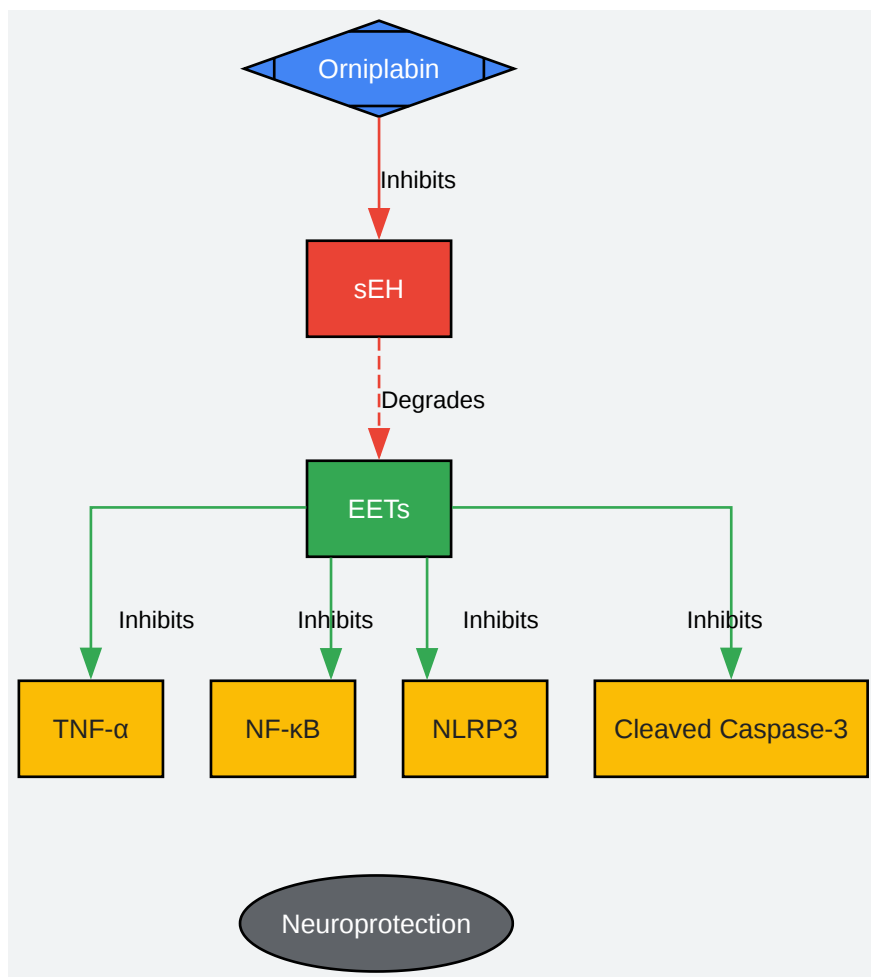 Orniplabin
Inhibits
sEH
Degrades
EETs
Inhibits
Inhibits
Inhibits
Inhibits
TNF-α
NF-κB
NLRP3
Cleaved Caspase-3
Neuroprotection